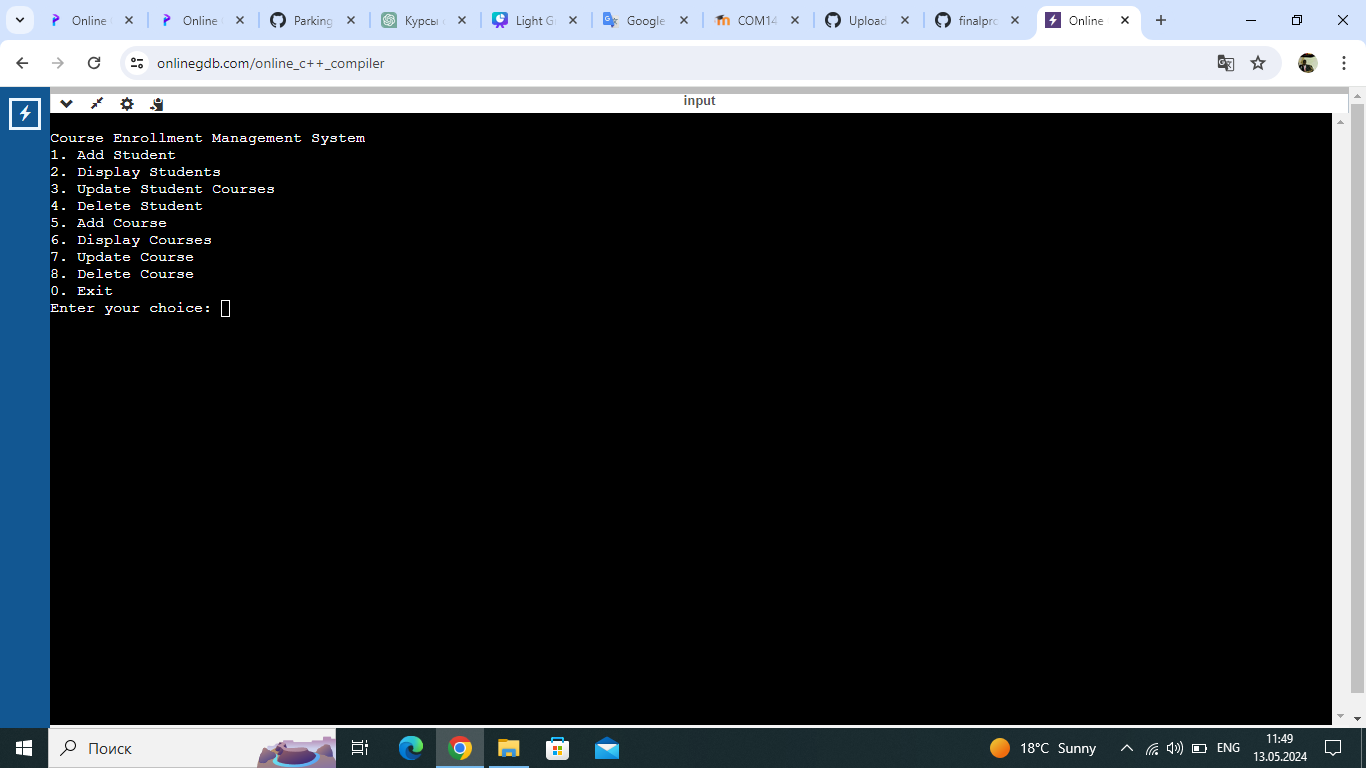 Online
Online
Parking
Курсы
Light G
Google
COM14
Upload
finalpro
Online
onlinegdb.com/online_c++_compiler
input
Course Enrollment Management System
1. Add Student
2. Display Students
3. Update Student Courses
4. Delete Student
5. Add Course
6. Display Courses
7. Update Course
8. Delete Course
0. Exit
Enter your choice:
Поиск
18°C Sunny
ENG
11:49
13.05.2024